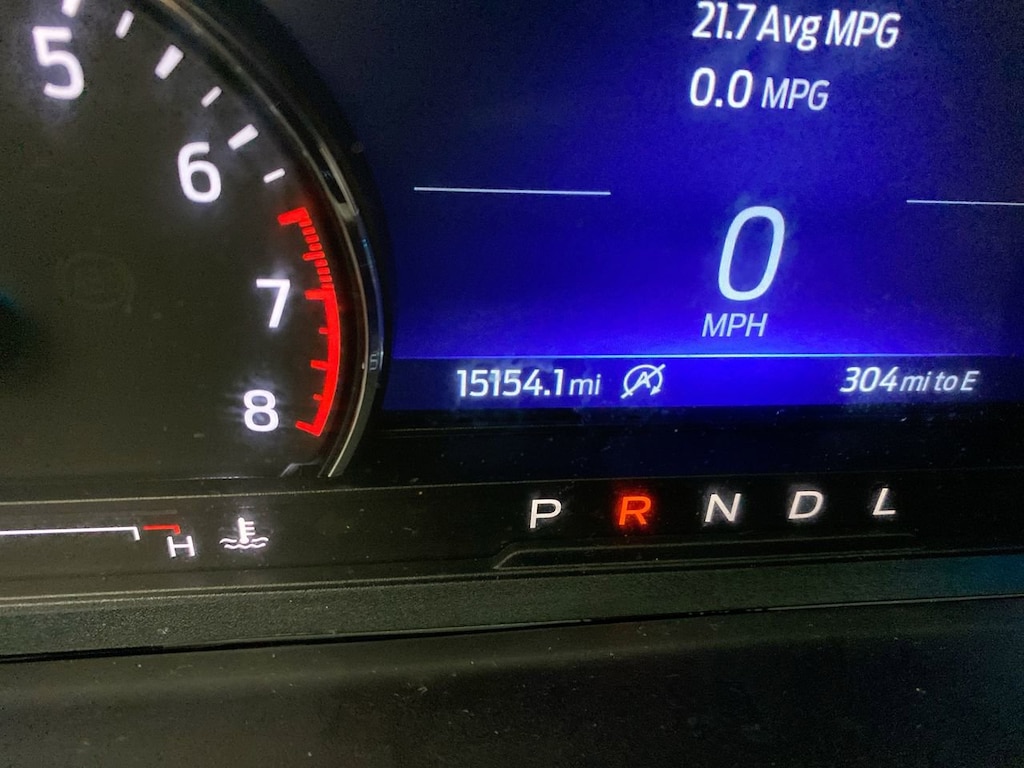 5
6
7
8
H
21.7 Avg MPG
0.0 MPG
0
MPH
15154.1 mi
304 mi to E
P R N D L